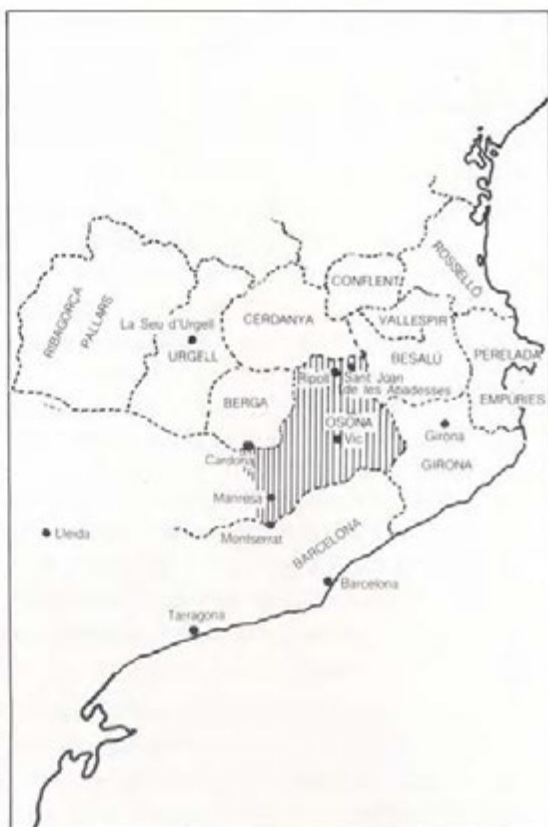 ROSSELLÓ
CONFLENT
RIBAGORÇA
PALLARS
CERDANYA
VALLESPIR
La Seu d'Urgell
URGELL
BESALÚ
PERELADA
Ripoll
Sant Joan
de les Abadesses
BERGA
EMPÚRIES
OSONA
Vic
Girona
Cardona
GIRONA
Manresa
Lleida
Montserrat
BARCELONA
Barcelona
Tarragona